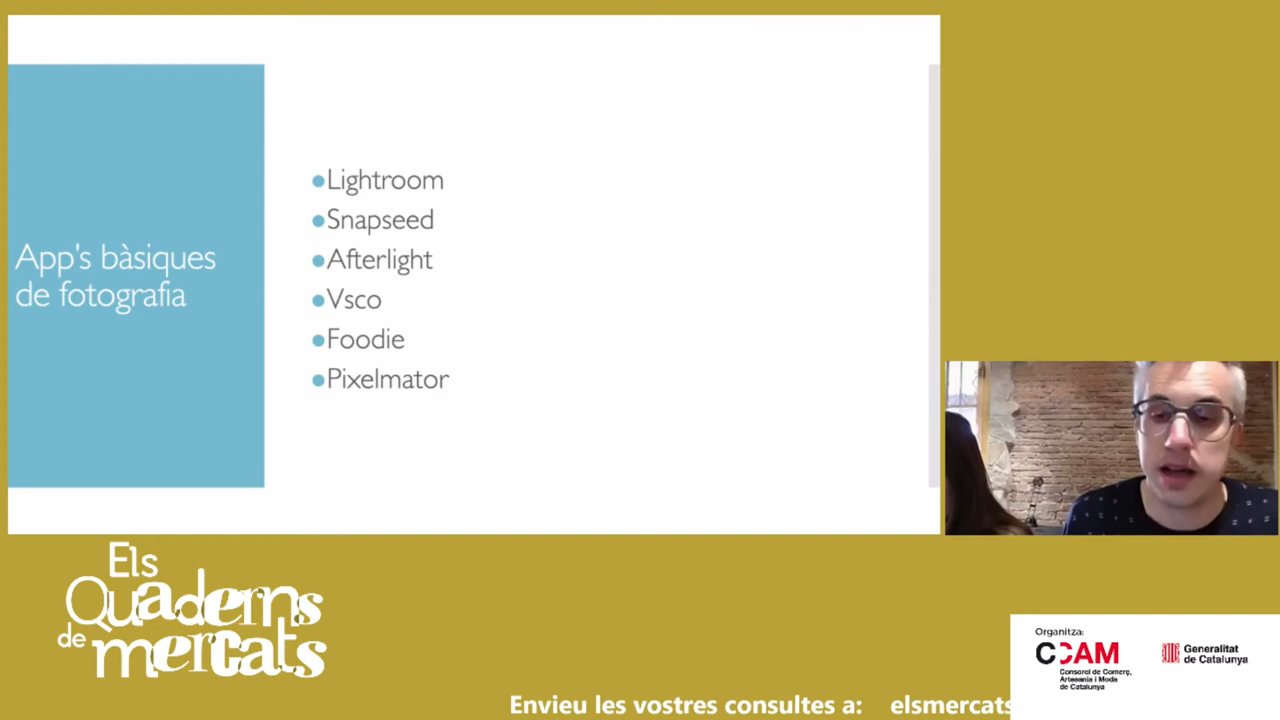 App's bàsiques
de fotografia
●Lightroom
●Snapseed
●Afterlight
●Vsco
●Foodie
●Pixelmator
Els
Quaderns
de mercats
Envieu les vostres consultes a: elsmercats
Organitza:
CCAM
Consorci de Comerç,
Artesania i Moda
de Catalunya
Generalitat
de Catalunya